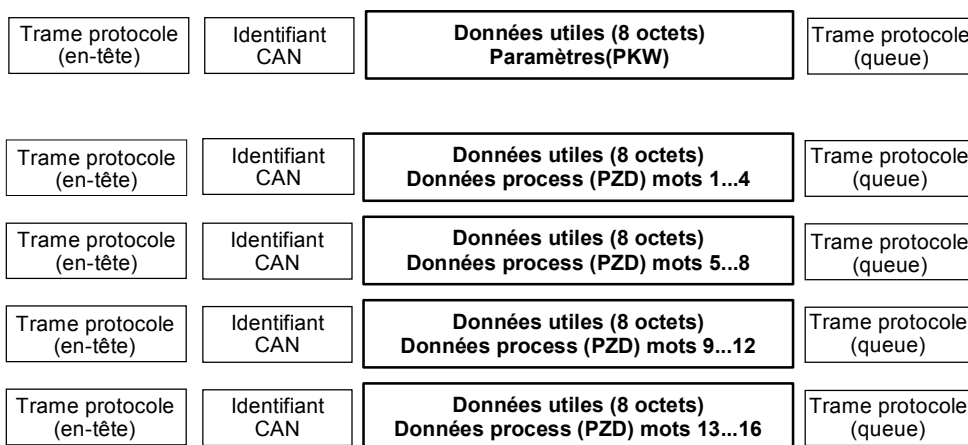 Trame protocole
(en-tête)
Identifiant
CAN
Données utiles (8 octets)
Paramètres(PKW)
Trame protocole
(queue)
Trame protocole
(en-tête)
Identifiant
CAN
Données utiles (8 octets)
Données process (PZD) mots 1...4
Trame protocole
(queue)
Trame protocole
(en-tête)
Identifiant
CAN
Données utiles (8 octets)
Données process (PZD) mots 5...8
Trame protocole
(queue)
Trame protocole
(en-tête)
Identifiant
CAN
Données utiles (8 octets)
Données process (PZD) mots 9...12
Trame protocole
(queue)
Trame protocole
(en-tête)
Identifiant
CAN
Données utiles (8 octets)
Données process (PZD) mots 13...16
Trame protocole
(queue)